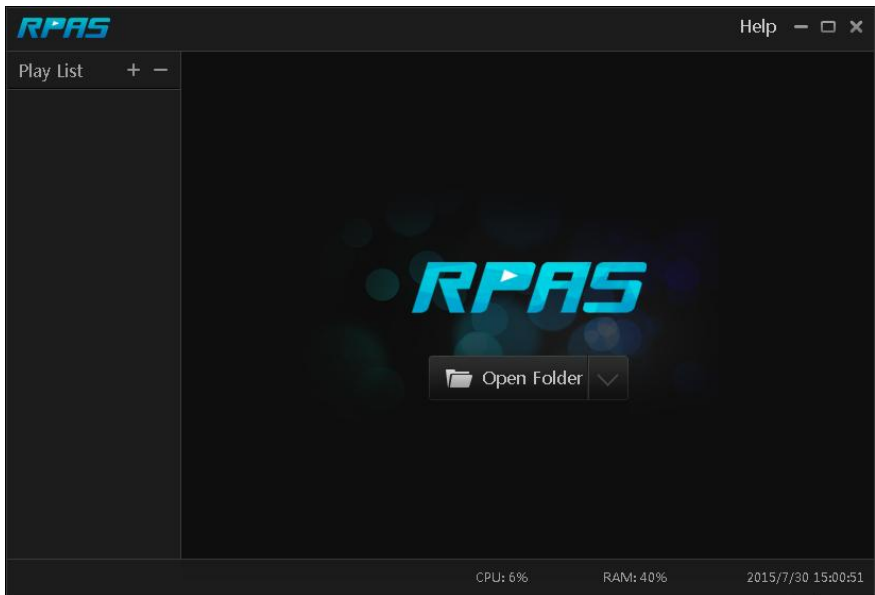 RPAS
Help
Play List + −
RPAS
Open Folder
CPU: 6% RAM: 40% 2015/7/30 15:00:51